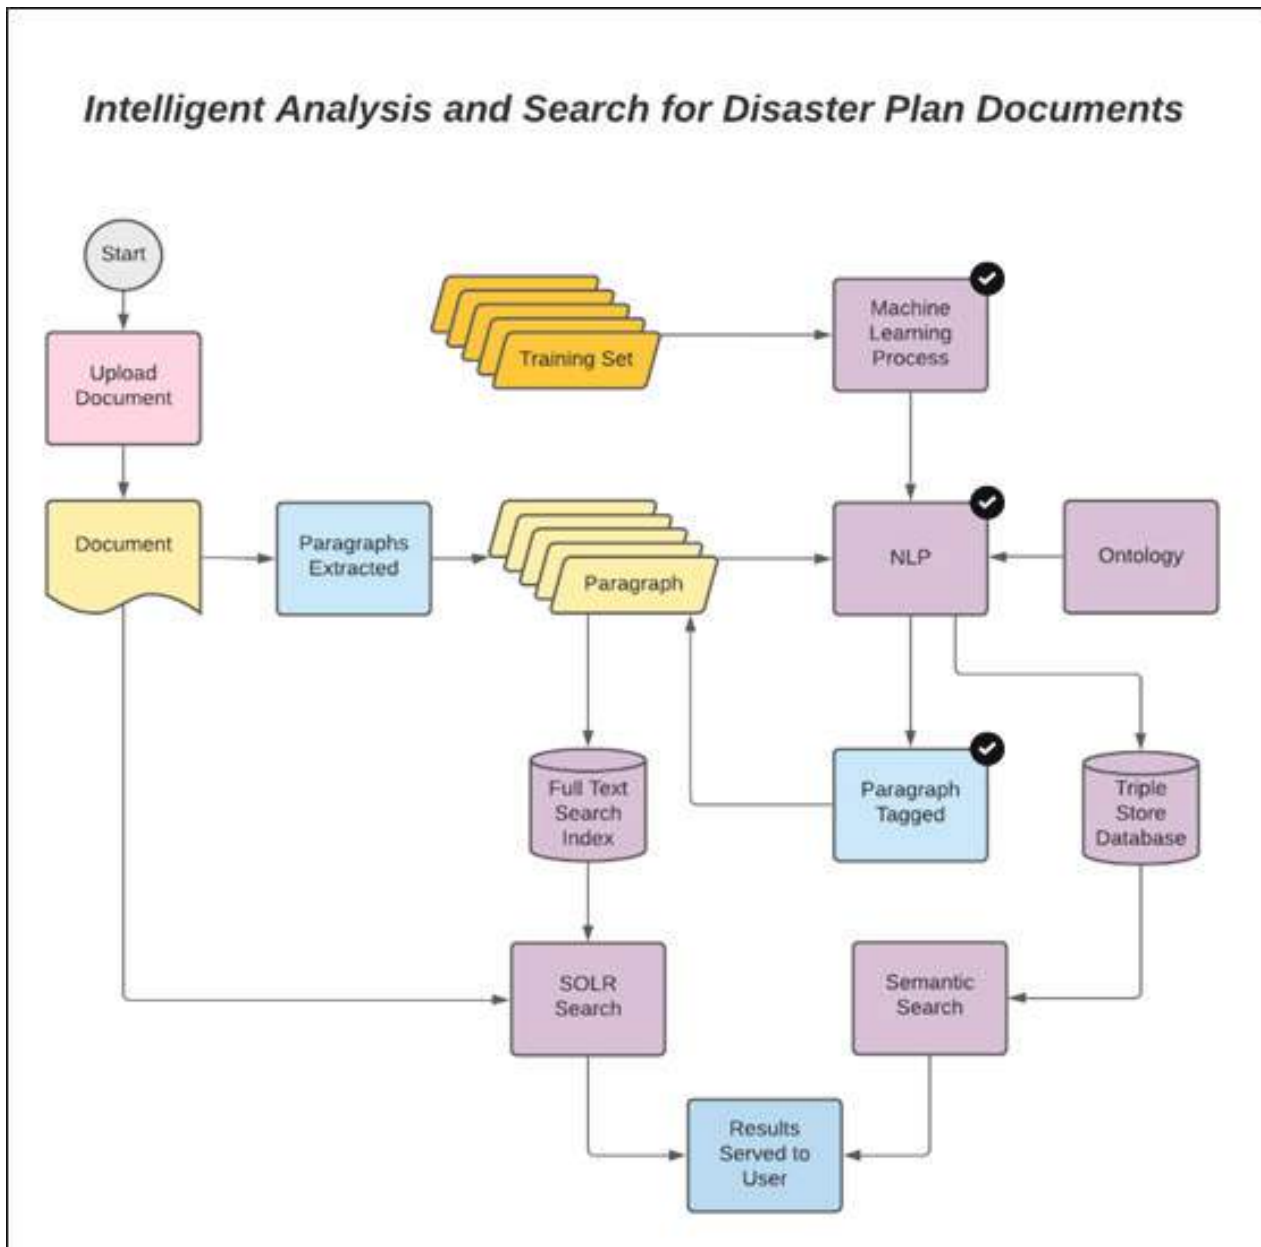 Intelligent Analysis and Search for Disaster Plan Documents
Start
Upload
Document
Training Set
Machine
Learning
Process
Document
Paragraphs
Extracted
Paragraph
NLP
Ontology
Full Text
Search
Index
Paragraph
Tagged
Triple
Store
Database
SOLR
Search
Semantic
Search
Results
Served to
User